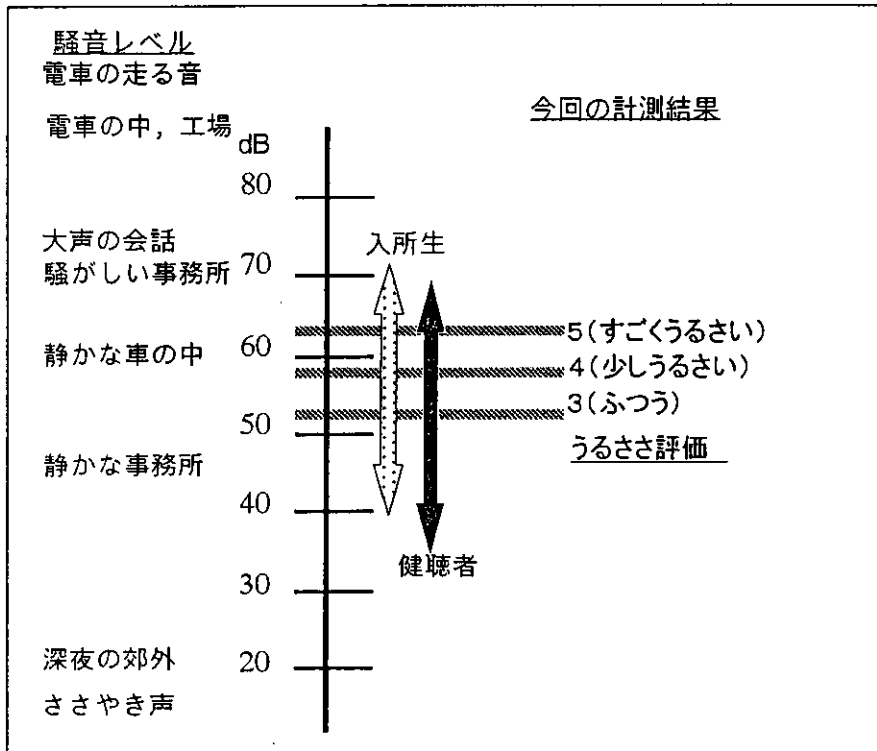 騒音レベル
電車の走る音
今回の計測結果
電車の中，工場
dB
80
大声の会話
入所生
騒がしい事務所 70
5(すごくうるさい)
静かな車の中 60
4(少しうるさい)
3(ふつう)
50
うるささ評価
静かな事務所
40
健聴者
30
深夜の郊外 20
ささやき声